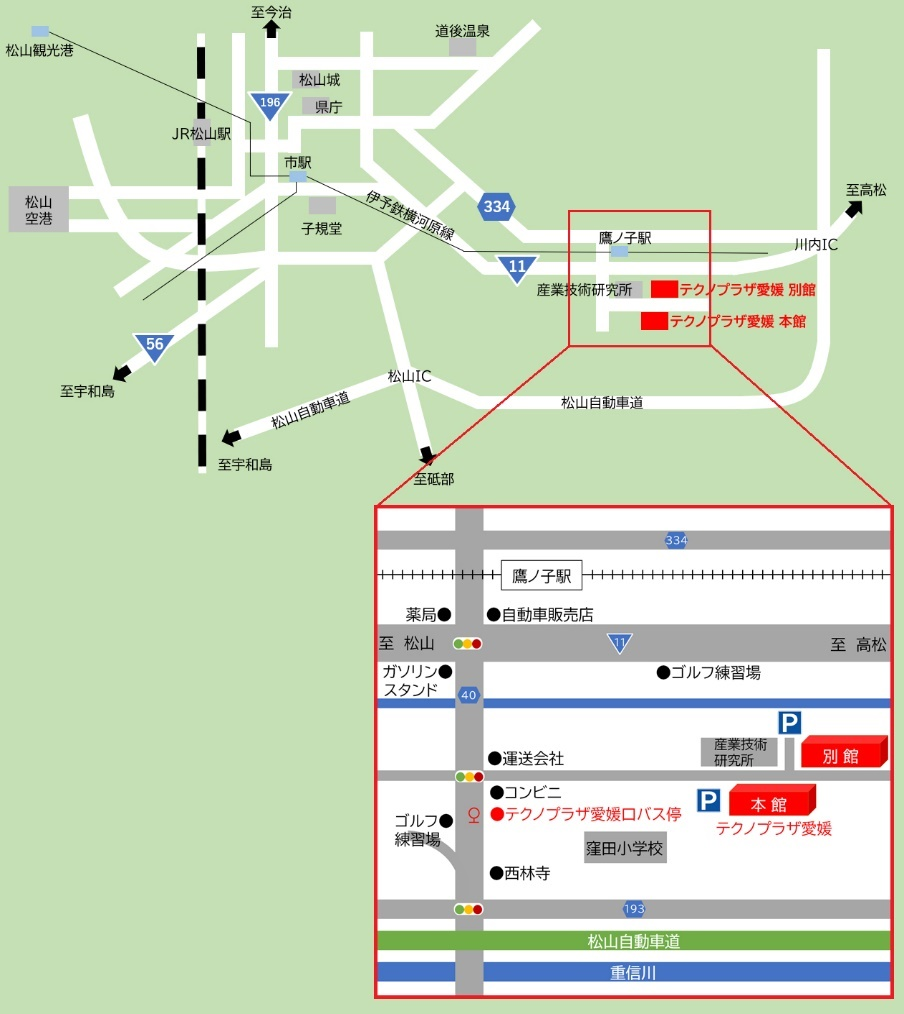 至今治
松山観光港
道後温泉
松山城
196
県庁
JR松山駅
市駅
至高松
松山
空港
334
伊予鉄横河原線
子規堂
鷹ノ子駅
川内IC
11
産業技術研究所
テクノプラザ愛媛 別館
テクノプラザ愛媛 本館
56
松山IC
至宇和島
松山自動車道
松山自動車道
至宇和島
至砥部
334
鷹ノ子駅
薬局
自動車販売店
至 松山
11
至 高松
ガソリン
スタンド
ゴルフ練習場
40
P
産業技術
研究所
別館
運送会社
コンビニ
P
本館
テクノプラザ愛媛口バス停
ゴルフ
練習場
テクノプラザ愛媛
窪田小学校
西林寺
193
松山自動車道
重信川